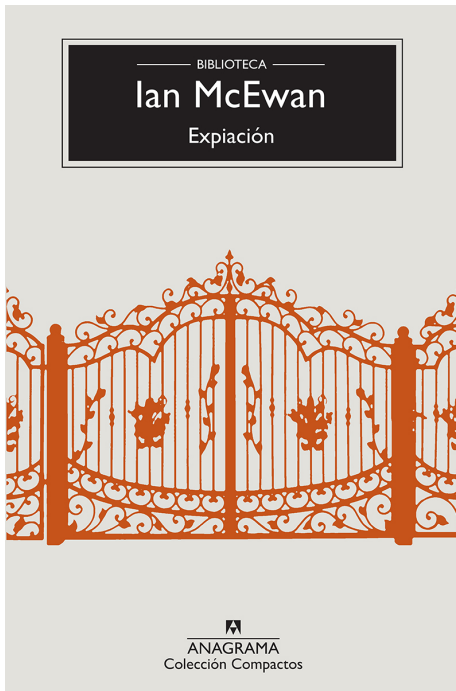 BIBLIOTECA
Ian McEwan
Expiación
ANAGRAMA
Colección Compactos